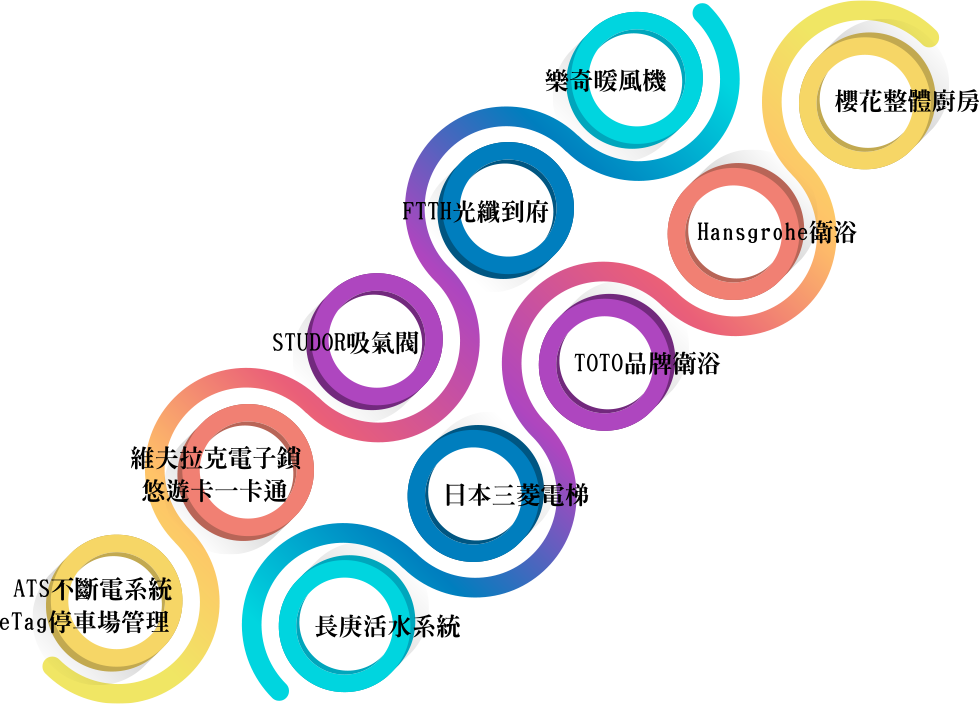 樂奇暖風機
櫻花整體廚房
FTTH光纖到府
Hansgrohe衛浴
STUDOR吸氣閥
TOTO品牌衛浴
維夫拉克電子鎖
悠遊卡一卡通
日本三菱電梯
ATS不斷電系統
eTag停車場管理
長庚活水系統